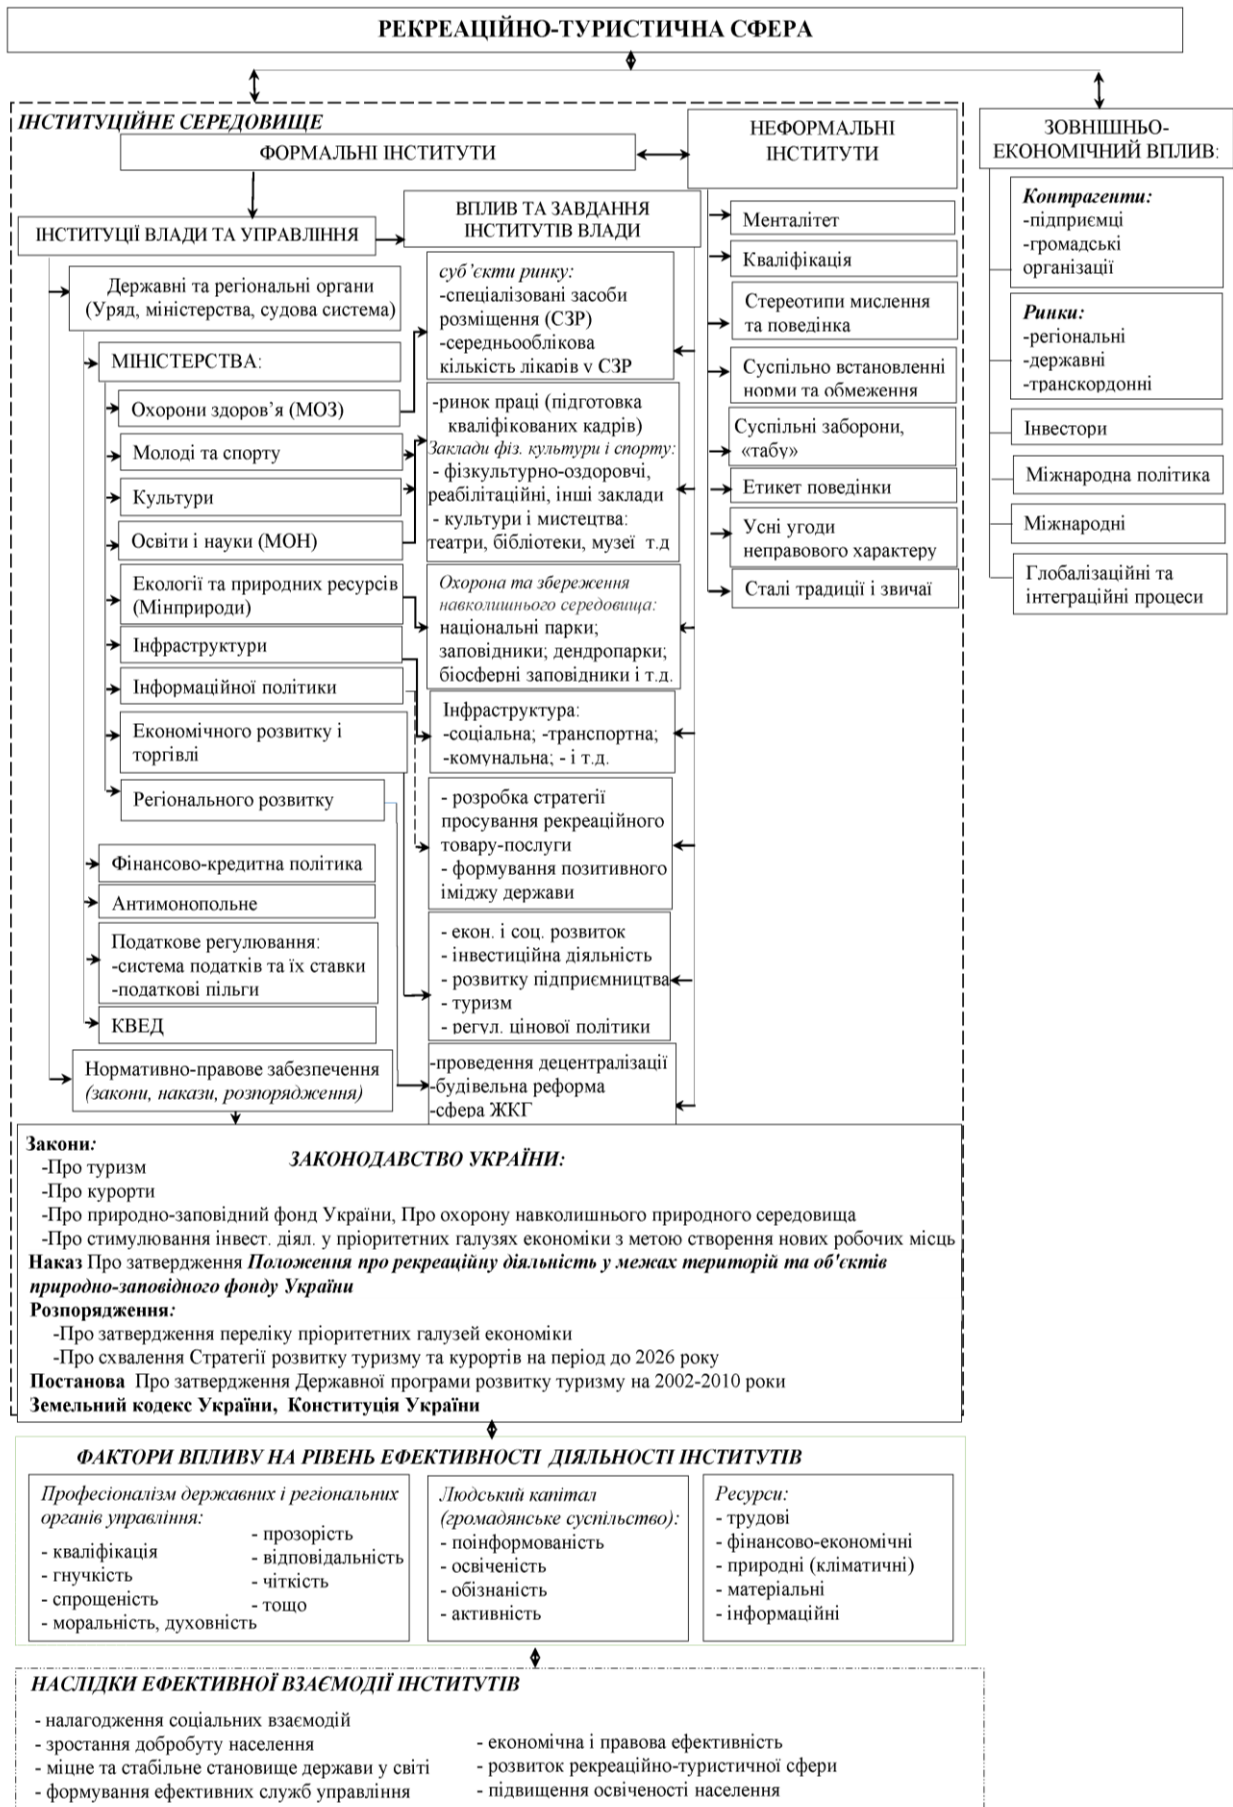 РЕКРЕАЦІЙНО-ТУРИСТИЧНА СФЕРА
ІНСТИТУЦІЙНЕ СЕРЕДОВИЩЕ
ФОРМАЛЬНІ ІНСТИТУТИ
НЕФОРМАЛЬНІ
ІНСТИТУТИ
ЗОВНІШНЬО-
ЕКОНОМІЧНИЙ ВПЛИВ:
ІНСТИТУЦІЇ ВЛАДИ ТА УПРАВЛІННЯ
Державні та регіональні органи
(Уряд, міністерства, судова система)
МІНІСТЕРСТВА:
Охорони здоров’я (МОЗ)
Молоді та спорту
Культури
Освіти і науки (МОН)
Екології та природних ресурсів
(Мінприроди)
Інфраструктури
Інформаційної політики
Економічного розвитку і
торгівлі
Регіонального розвитку
Фінансово-кредитна політика
Антимонопольне
Податкове регулювання:
-система податків та їх ставки
-податкові пільги
КВЕД
Нормативно-правове забезпечення
(закони, накази, розпорядження)
ВПЛИВ ТА ЗАВДАННЯ
ІНСТИТУТІВ ВЛАДИ
суб’єкти ринку:
-спеціалізовані засоби
розміщення (СЗР)
-середньооблікова
кількість лікарів у СЗР
-ринок праці (підготовка
кваліфікованих кадрів)
Заклади фіз. культури і спорту:
- фізкультурно-оздоровчі,
реабілітаційні, інші заклади
- культури і мистецтва:
театри, бібліотеки, музеї т.д
Охорона та збереження
навколишнього середовища:
національні парки;
заповідники; дендропарки;
біосферні заповідники і т.д.
Інфраструктура:
-соціальна; -транспортна;
-комунальна; - і т.д.
- розробка стратегії
просування рекреаційного
товару-послуги
- формування позитивного
іміджу держави
- екон. і соц. розвиток
- інвестиційна діяльність
- розвитку підприємництва
- туризм
- регул. цінової політики
-проведення децентралізації
-будівельна реформа
-сфера ЖКГ
Менталітет
Кваліфікація
Стереотипи мислення
та поведінка
Суспільно встановленні
норми та обмеження
Суспільні заборони,
«табу»
Етикет поведінки
Усні угоди
неправового характеру
Сталі традиції і звичаї
Контрагенти:
-підприємці
-громадські
організації
Ринки:
-регіональні
-державні
-транскордонні
Інвестори
Міжнародна політика
Міжнародні
Глобалізаційні та
інтеграційні процеси
Закони:
ЗАКОНОДАВСТВО УКРАЇНИ:
-Про туризм
-Про курорти
-Про природно-заповідний фонд України, Про охорону навколишнього природного середовища
-Про стимулювання інвест. діял. у пріоритетних галузях економіки з метою створення нових робочих місць
Наказ Про затвердження Положення про рекреаційну діяльність у межах територій та об'єктів
природно-заповідного фонду України
Розпорядження:
-Про затвердження переліку пріоритетних галузей економіки
-Про схвалення Стратегії розвитку туризму та курортів на період до 2026 року
Постанова Про затвердження Державної програми розвитку туризму на 2002-2010 роки
Земельний кодекс України, Конституція України
ФАКТОРИ ВПЛИВУ НА РІВЕНЬ ЕФЕКТИВНОСТІ ДІЯЛЬНОСТІ ІНСТИТУТІВ
Професіоналізм державних і регіональних
органів управління:
- кваліфікація
- гнучкість
- спрощеність
- моральність, духовність
- прозорість
- відповідальність
- чіткість
- тощо
Людський капітал
(громадянське суспільство):
- поінформованість
- освіченість
- обізнаність
- активність
Ресурси:
- трудові
- фінансово-економічні
- природні (кліматичні)
- матеріальні
- інформаційні
НАСЛІДКИ ЕФЕКТИВНОЇ ВЗАЄМОДІЇ ІНСТИТУТІВ
- налагодження соціальних взаємодій
- зростання добробуту населення
- міцне та стабільне становище держави у світі
- формування ефективних служб управління
- економічна і правова ефективність
- розвиток рекреаційно-туристичної сфери
- підвищення освіченості населення